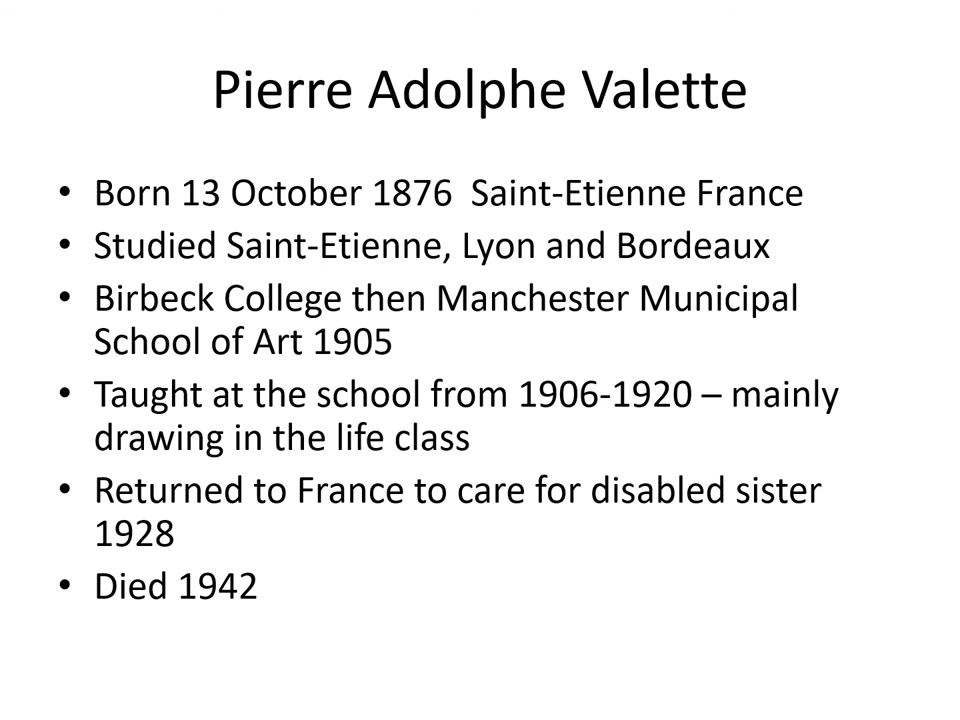 Pierre Adolphe Valette
• Born 13 October 1876  Saint-Etienne France
• Studied Saint-Etienne, Lyon and Bordeaux
• Birbeck College then Manchester Municipal
School of Art 1905
• Taught at the school from 1906-1920 – mainly
drawing in the life class
• Returned to France to care for disabled sister
1928
• Died 1942